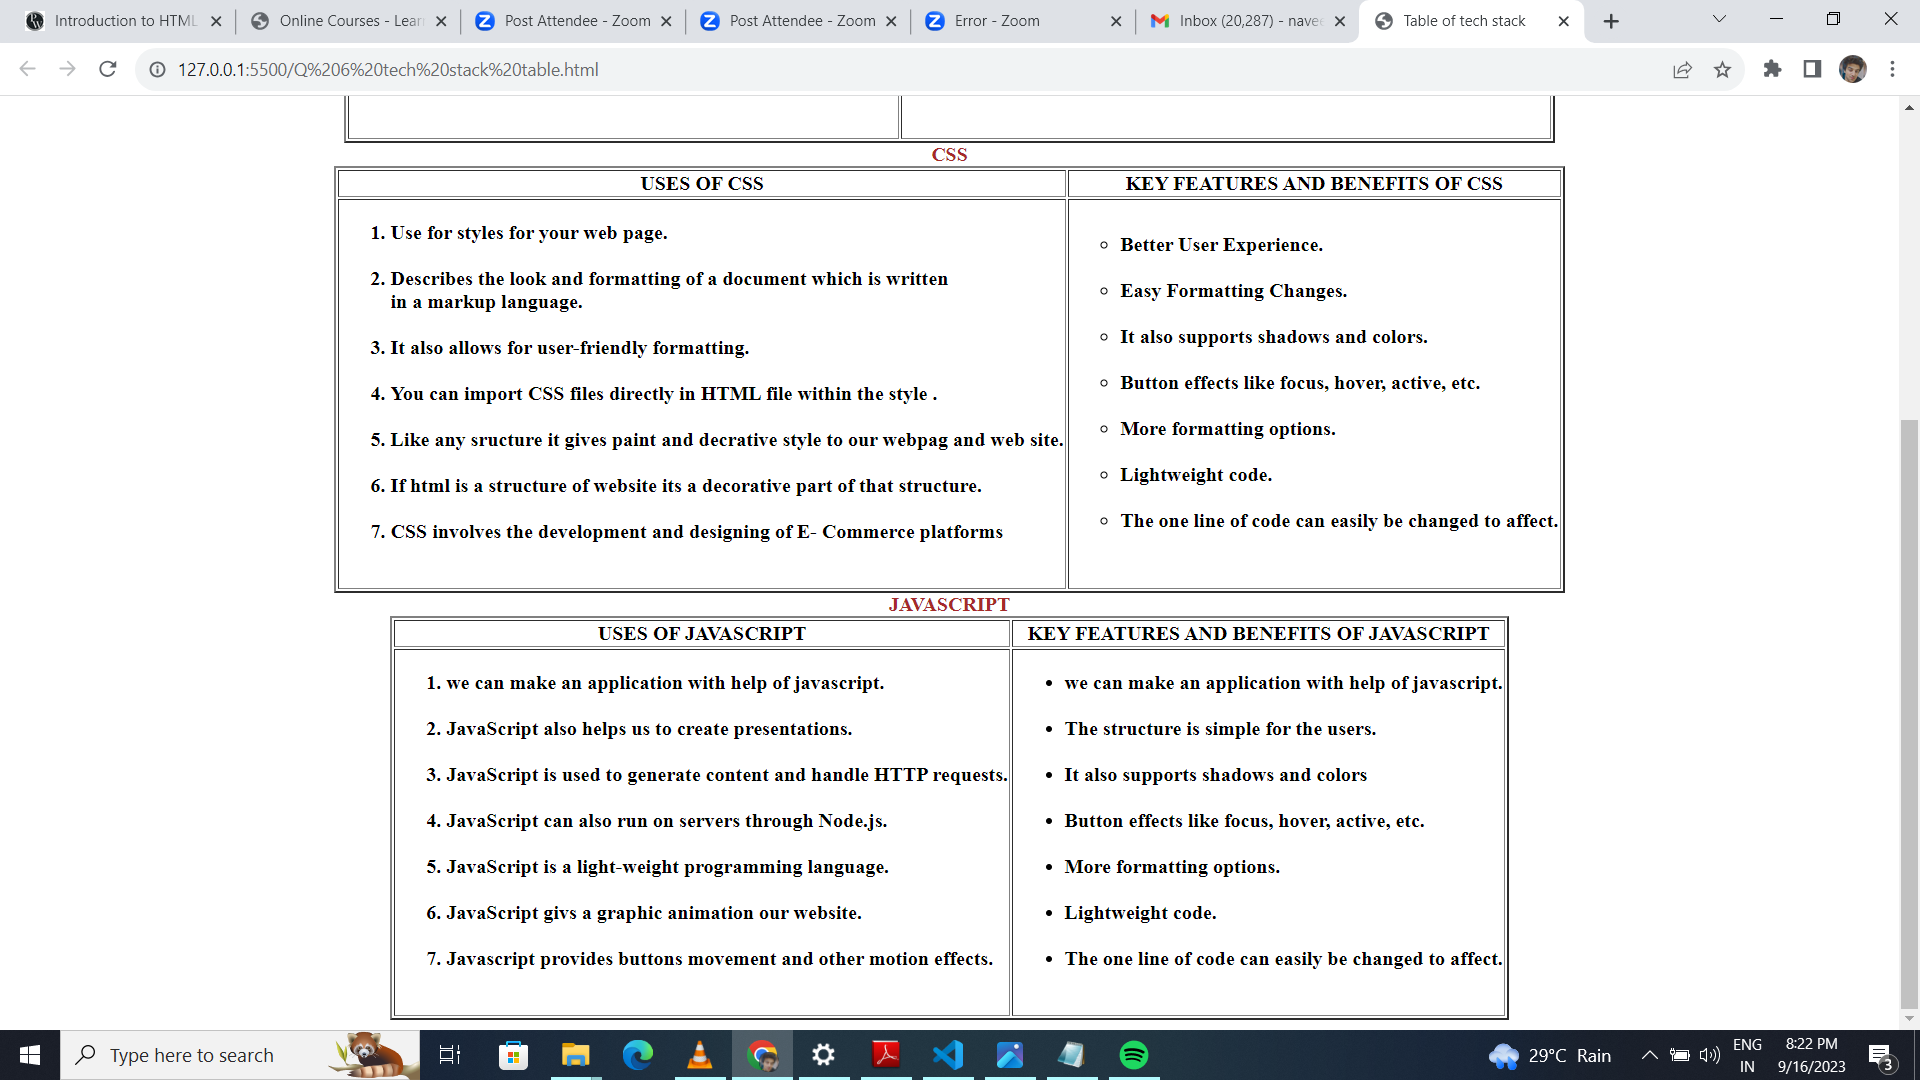 Introduction to HTML
Online Courses - Lear
Post Attendee - Zoom
Post Attendee - Zoom
Error - Zoom
Inbox (20,287) - nave
Table of tech stack
127.0.0.1:5500/Q%206%20tech%20stack%20table.html
CSS
USES OF CSS
KEY FEATURES AND BENEFITS OF CSS
1. Use for styles for your web page.
2. Describes the look and formatting of a document which is written
in a markup language.
3. It also allows for user-friendly formatting.
4. You can import CSS files directly in HTML file within the style .
5. Like any sructure it gives paint and decrative style to our webpag and web site.
6. If html is a structure of website its a decorative part of that structure.
7. CSS involves the development and designing of E- Commerce platforms
Better User Experience.
Easy Formatting Changes.
It also supports shadows and colors.
Button effects like focus, hover, active, etc.
More formatting options.
Lightweight code.
The one line of code can easily be changed to affect.
JAVASCRIPT
USES OF JAVASCRIPT
KEY FEATURES AND BENEFITS OF JAVASCRIPT
1. we can make an application with help of javascript.
2. JavaScript also helps us to create presentations.
3. JavaScript is used to generate content and handle HTTP requests.
4. JavaScript can also run on servers through Node.js.
5. JavaScript is a light-weight programming language.
6. JavaScript givs a graphic animation our website.
7. Javascript provides buttons movement and other motion effects.
we can make an application with help of javascript.
The structure is simple for the users.
It also supports shadows and colors
Button effects like focus, hover, active, etc.
More formatting options.
Lightweight code.
The one line of code can easily be changed to affect.
Type here to search
29°C Rain
ENG
IN
8:22 PM
9/16/2023
3